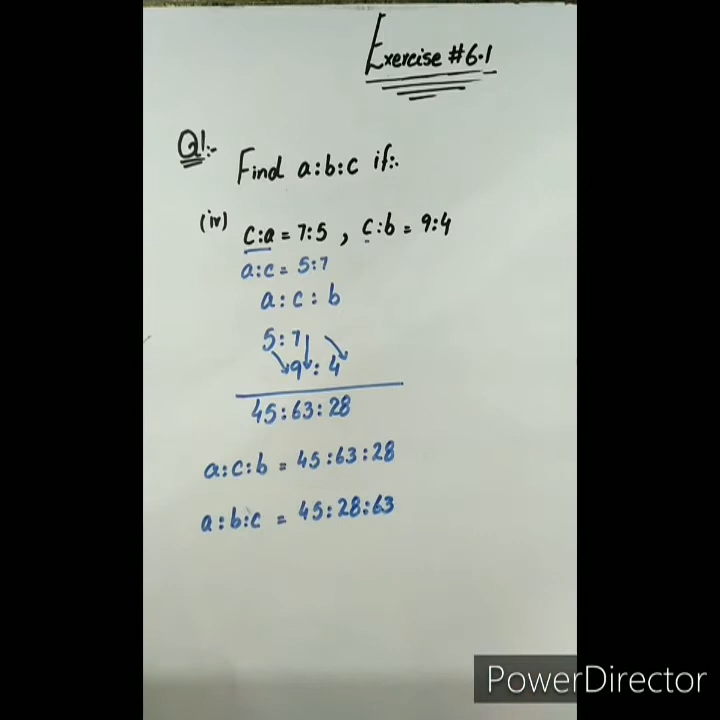 Exercise #6.1
Q1:-
Find a:b:c if:-
(iv) c:a = 7:5 , c:b = 9:4
a:c = 5:7
a : c : b
5 : 7
9 : 4
45:63:28
a:c:b = 45:63:28
a:b:c = 45:28:63
PowerDirector